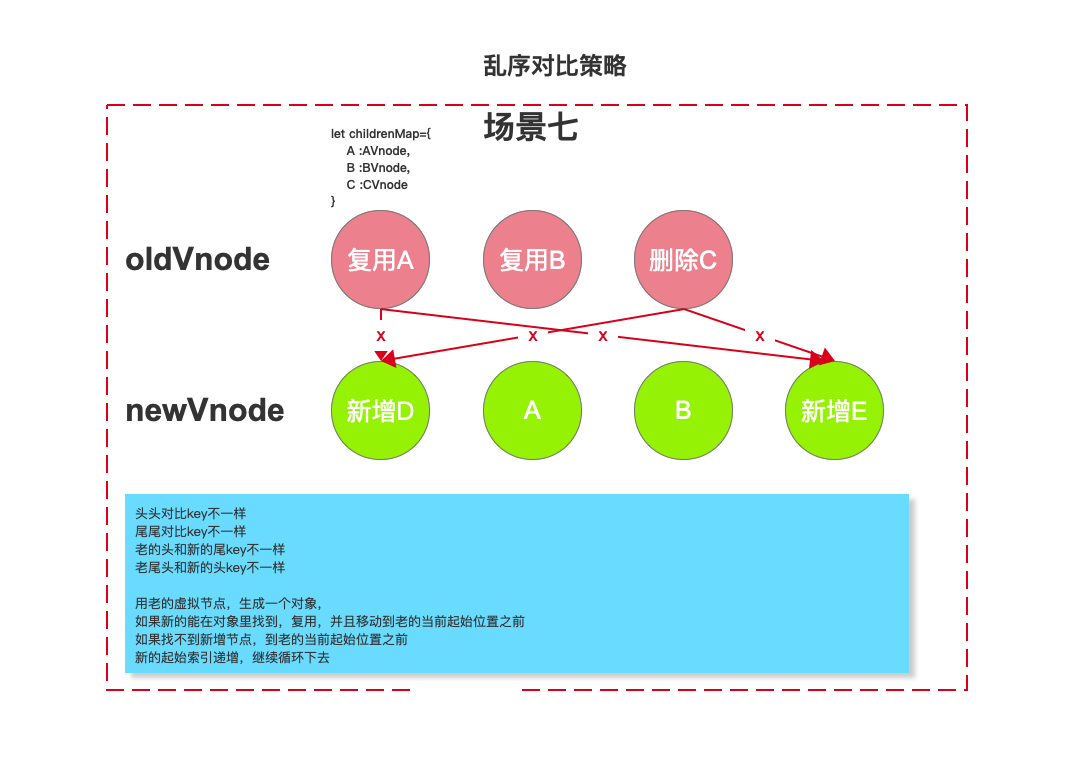 乱序对比策略
场景七
let childrenMap={
A :AVnode,
B :BVnode,
C :CVnode
}
oldVnode
复用A
复用B
删除C
x
x
x
x
newVnode
新增D
A
B
新增E
头头对比key不一样
尾尾对比key不一样
老的头和新的尾key不一样
老尾头和新的头key不一样
用老的虚拟节点，生成一个对象，
如果新的能在对象里找到，复用，并且移动到老的当前起始位置之前
如果找不到新增节点，到老的当前起始位置之前
新的起始索引递增，继续循环下去